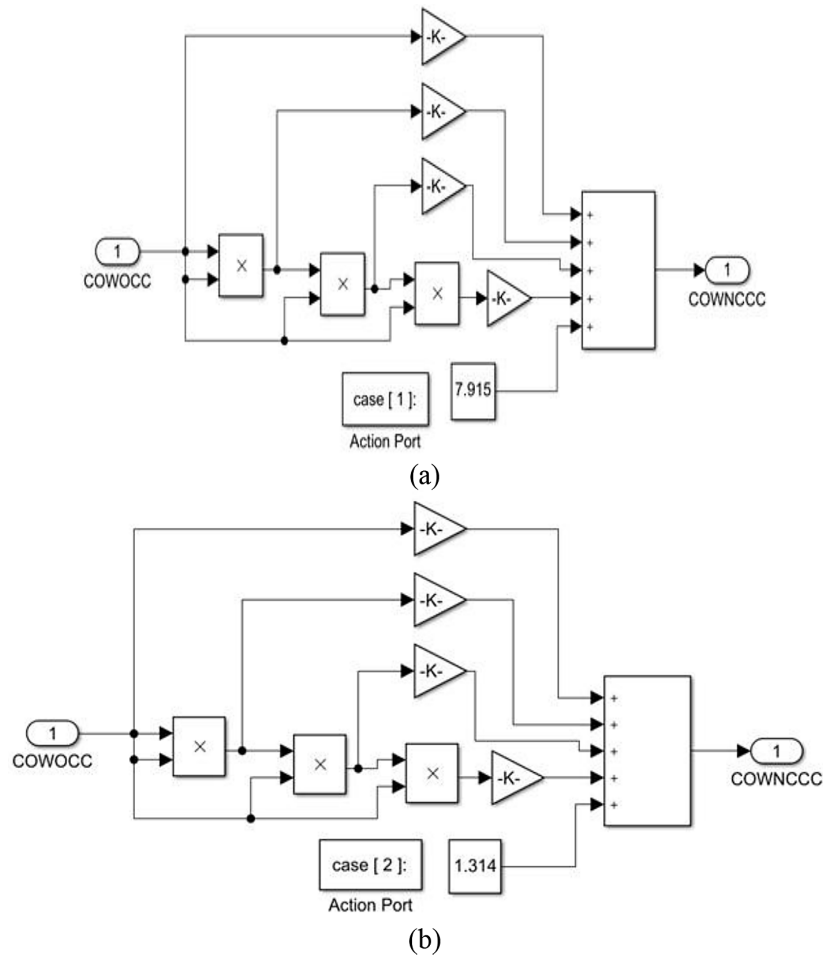 -K-
-K-
-K-
+
+
+
+
+
1
COWOCC
×
×
×
-K-
1
COWNCCC
case [ 1 ]:
7.915
Action Port
(a)
-K-
-K-
-K-
+
+
+
+
+
1
COWOCC
×
×
×
-K-
1
COWNCCC
case [ 2 ]:
1.314
Action Port
(b)